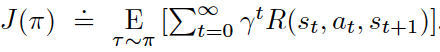 J(π) ≐ E_{τ∼π} [∑_{t=0}^{∞} γ^t R(s_t, a_t, s_{t+1})]